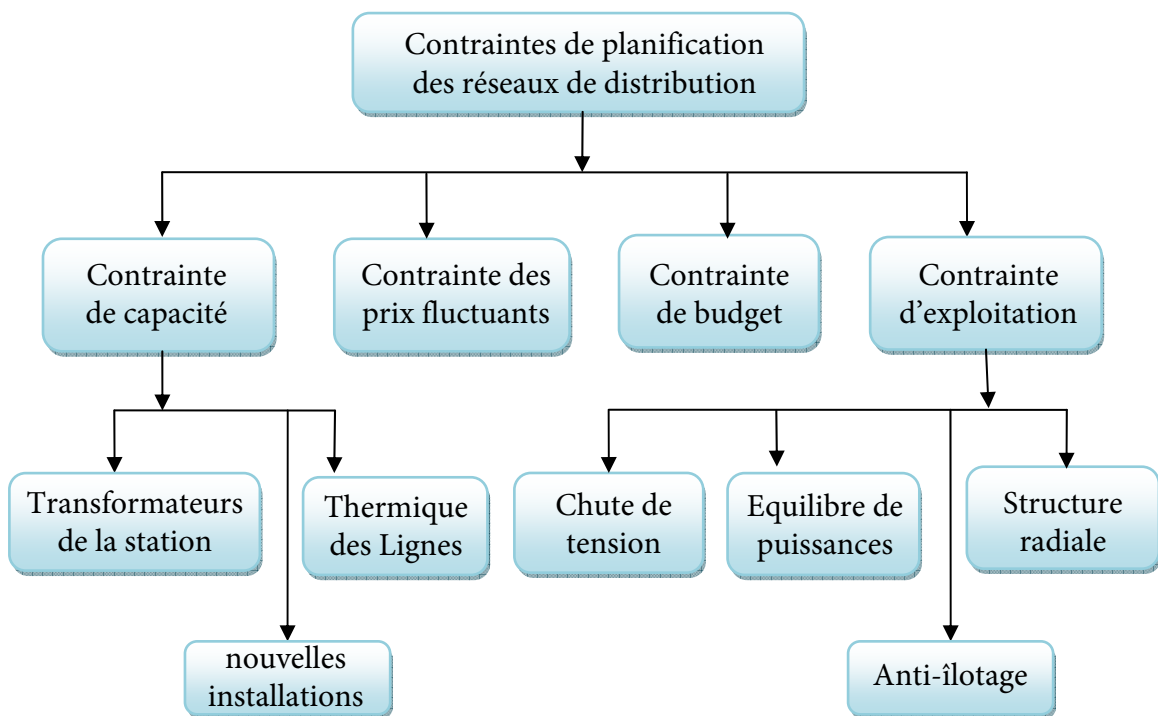 Contraintes de planification
des réseaux de distribution
Contrainte
de capacité
Contrainte des
prix fluctuants
Contrainte
de budget
Contrainte
d'exploitation
Transformateurs
de la station
Thermique
des Lignes
Chute de
tension
Equilibre de
puissances
Structure
radiale
nouvelles
installations
Anti-îlotage